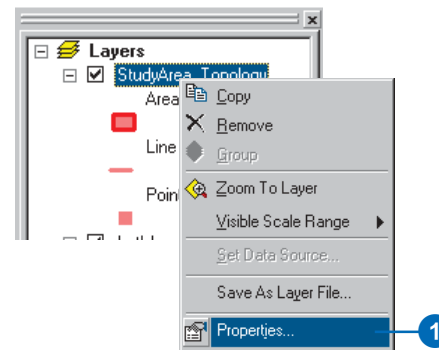 Layers
StudyArea_Topology
Area
Line
Point
Copy
Remove
Group
Zoom To Layer
Visible Scale Range
Set Data Source...
Save As Layer File...
Properties...
1